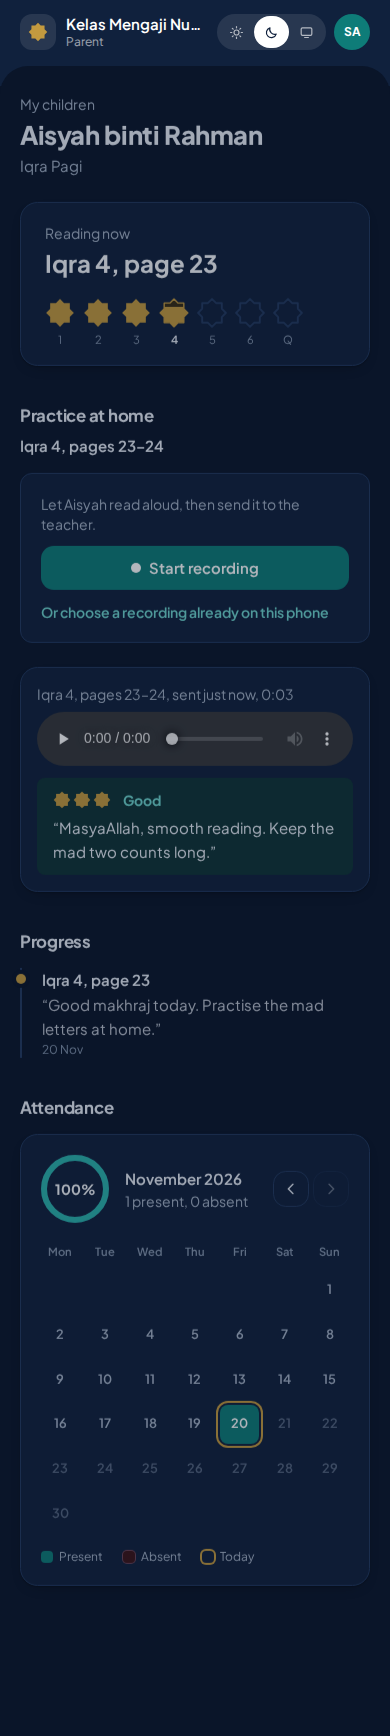 Kelas Mengaji Nu...
Parent
SA
My children
Aisyah binti Rahman
Iqra Pagi
Reading now
Iqra 4, page 23
1 2 3 4 5 6 Q
Practice at home
Iqra 4, pages 23–24
Let Aisyah read aloud, then send it to the
teacher.
Start recording
Or choose a recording already on this phone
Iqra 4, pages 23–24, sent just now, 0:03
0:00 / 0:00
Good
“MasyaAllah, smooth reading. Keep the
mad two counts long.”
Progress
Iqra 4, page 23
“Good makhraj today. Practise the mad
letters at home.”
20 Nov
Attendance
100%
November 2026
1 present, 0 absent
Mon Tue Wed Thu Fri Sat Sun
1
2 3 4 5 6 7 8
9 10 11 12 13 14 15
16 17 18 19 20 21 22
23 24 25 26 27 28 29
30
Present Absent Today